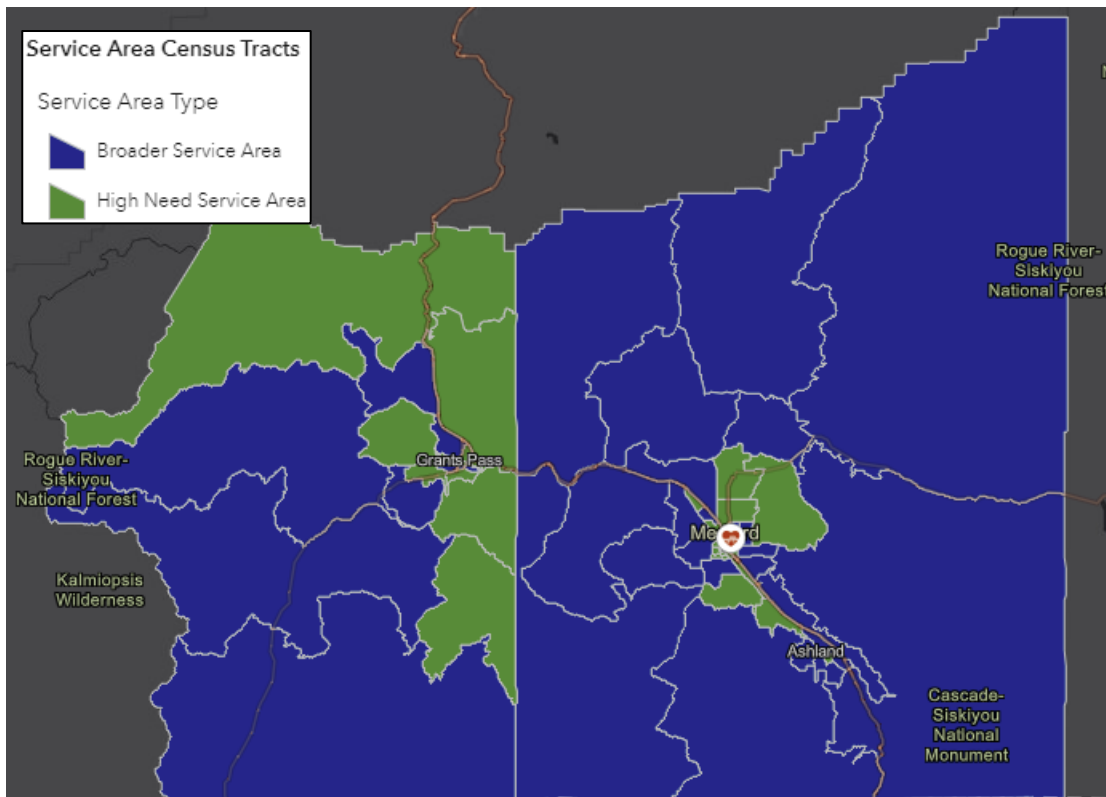 Service Area Census Tracts
Service Area Type
Broader Service Area
High Need Service Area
Rogue River-
Siskiyou
National Forest
Grants Pass
Rogue River-
Siskiyou
National Forest
Kalmiopsis
Wilderness
Ashland
Cascade-
Siskiyou
National
Monument